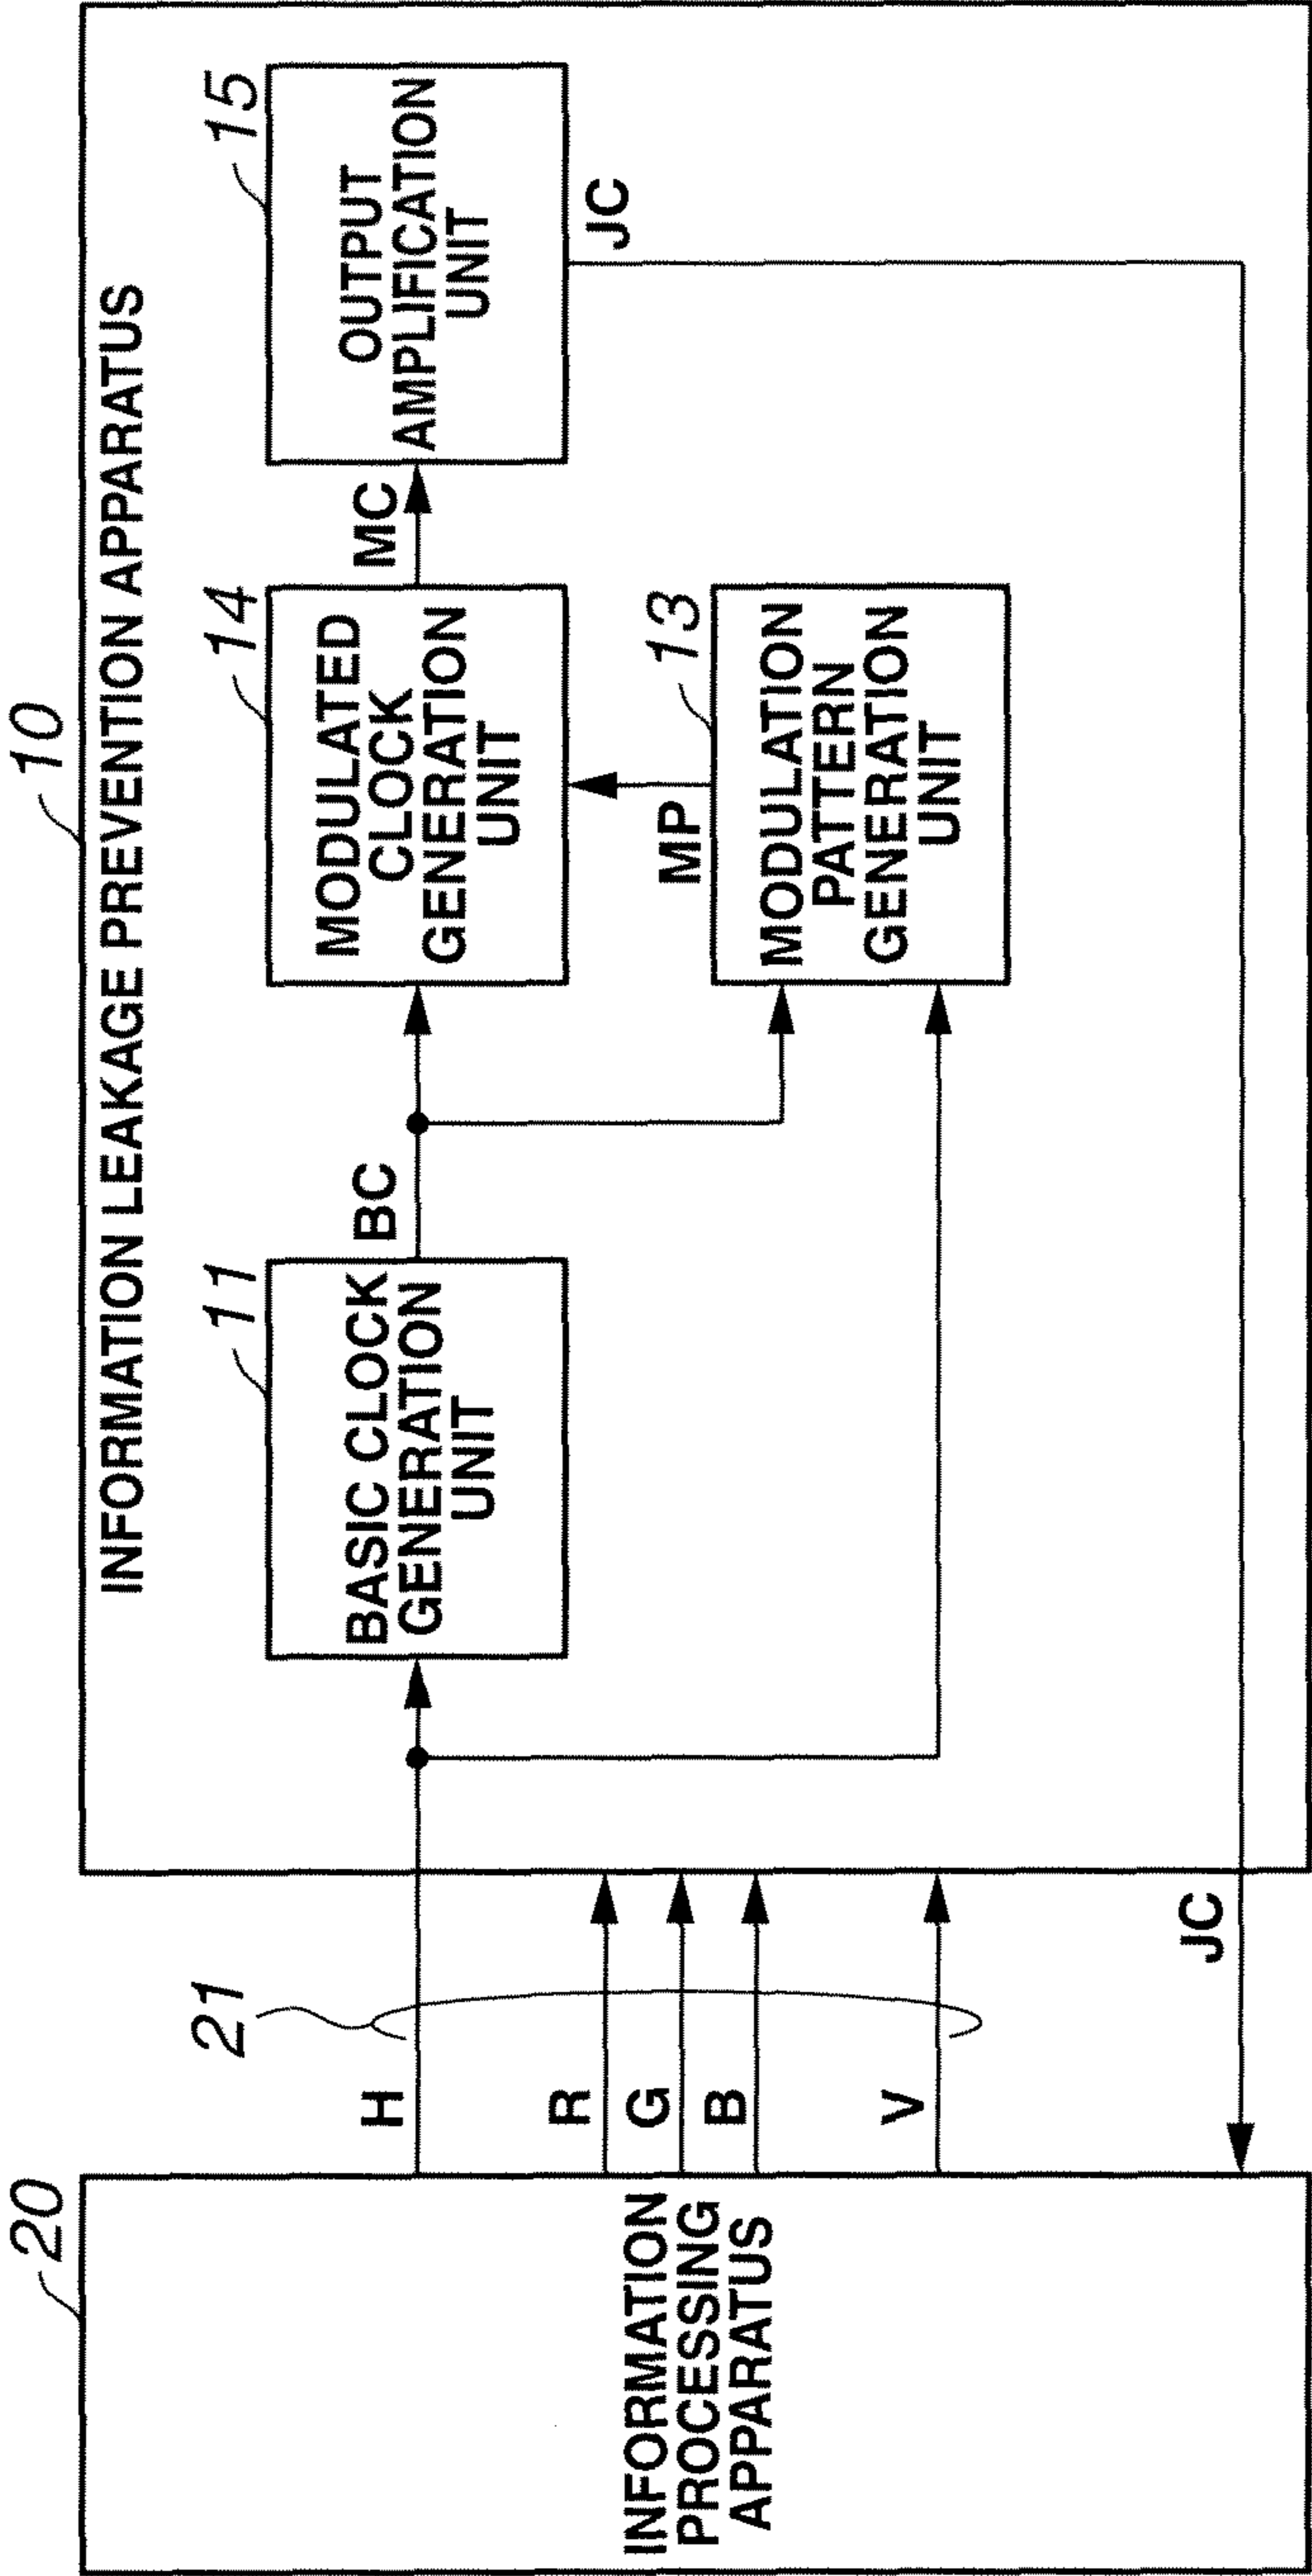 10
INFORMATION LEAKAGE PREVENTION APPARATUS
20
INFORMATION
PROCESSING
APPARATUS
21
H
R
G
B
V
JC
11
BASIC CLOCK
GENERATION
UNIT
BC
14
MODULATED
CLOCK
GENERATION
UNIT
MC
15
OUTPUT
AMPLIFICATION
UNIT
JC
MP
13
MODULATION
PATTERN
GENERATION
UNIT